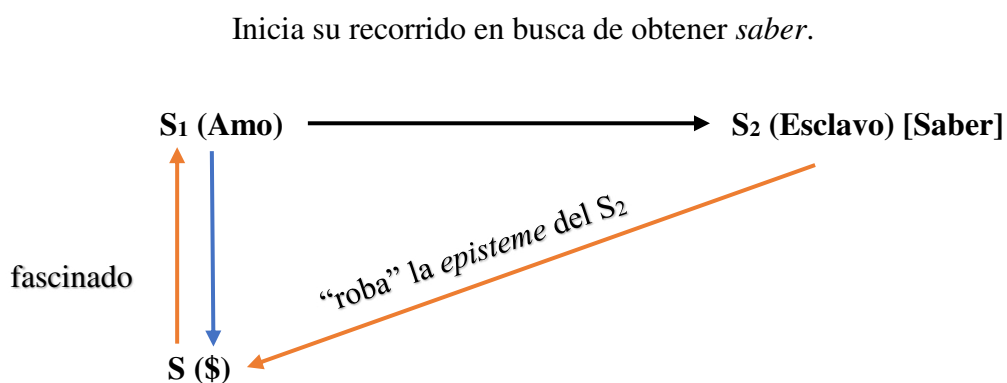 Inicia su recorrido en busca de obtener saber.
S₁ (Amo)
S₂ (Esclavo) [Saber]
“roba” la episteme del S₂
fascinado
S ($)